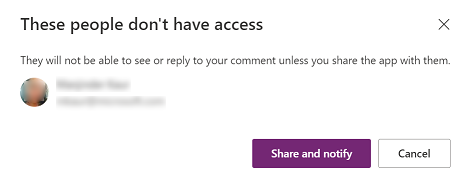 These people don't have access
They will not be able to see or reply to your comment unless you share the app with them.
Share and notify
Cancel